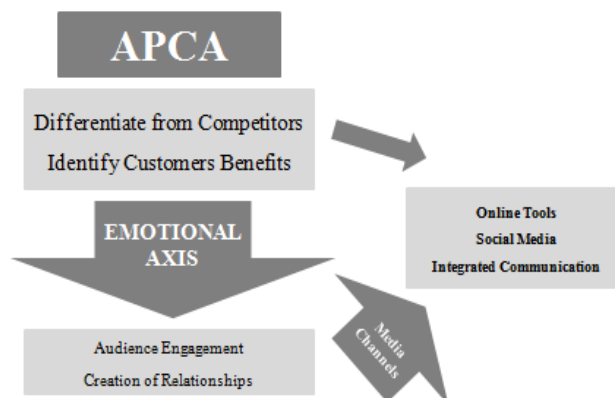 APCA
Differentiate from Competitors
Identify Customers Benefits
EMOTIONAL
AXIS
Online Tools
Social Media
Integrated Communication
Media
Channels
Audience Engagement
Creation of Relationships